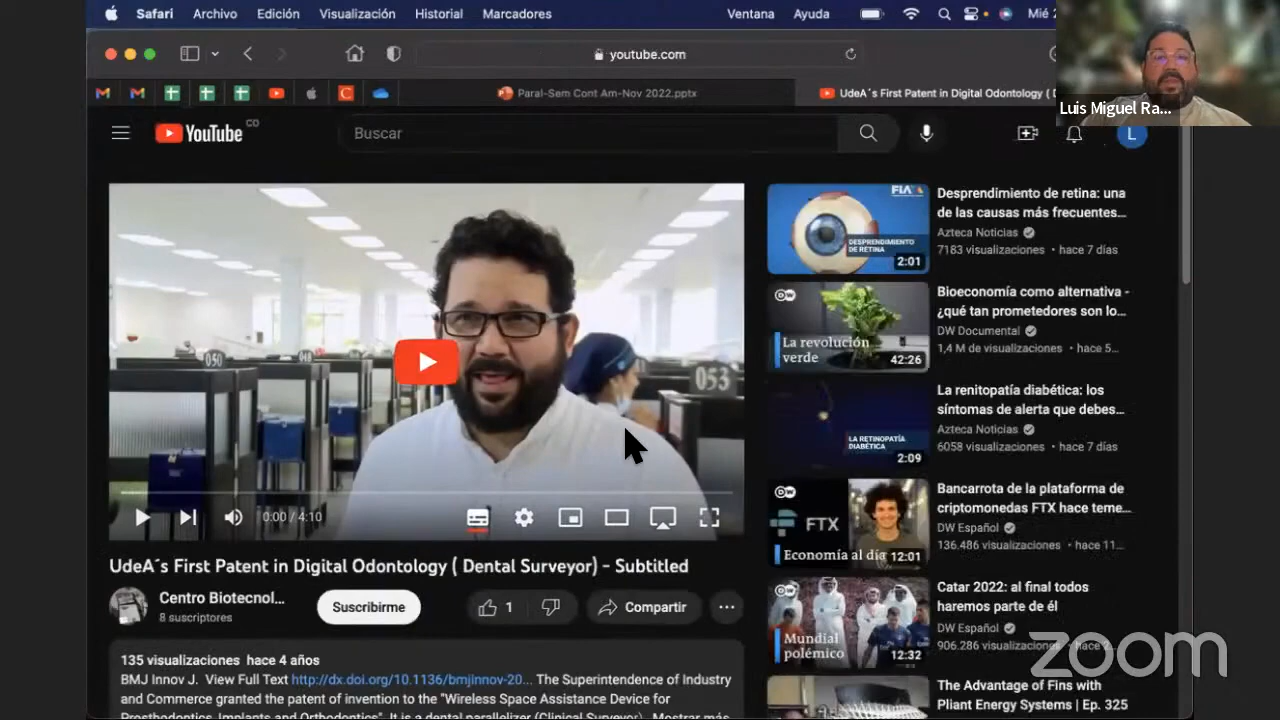 Safari Archivo Edición Visualización Historial Marcadores Ventana Ayuda Mié
youtube.com
Paral-Sem Cont Am-Nov 2022.pptx
UdeA´s First Patent in Digital Odontology (
Luis Miguel Ra...
YouTube CO
Buscar
L
050
048
053
0:00 / 4:10
UdeA´s First Patent in Digital Odontology ( Dental Surveyor) - Subtitled
Centro Biotecnol...
8 suscriptores
Suscribirme
1
Compartir
135 visualizaciones hace 4 años
BMJ Innov J. View Full Text http://dx.doi.org/10.1136/bmjinnov-20... The Superintendence of Industry
and Commerce granted the patent of invention to the "Wireless Space Assistance Device for
Prosthodontics, Implants and Orthodontics". It is a dental parallelizer (Clinical Surveyor). Mostrar más
FIA
DESPRENDIMIENTO
DE RETINA
2:01
Desprendimiento de retina: una
de las causas más frecuentes...
Azteca Noticias
7183 visualizaciones • hace 7 días
DW
La revolución
verde
42:26
Bioeconomía como alternativa -
¿qué tan prometedores son lo...
DW Documental
1,4 M de visualizaciones • hace 5...
LA RETINOPATÍA
DIABÉTICA
2:09
La renitopatía diabética: los
síntomas de alerta que debes...
Azteca Noticias
6058 visualizaciones • hace 7 días
DW
FTX
Economía al día
12:01
Bancarrota de la plataforma de
criptomonedas FTX hace teme...
DW Español
136.486 visualizaciones • hace 11...
DW
Mundial
polémico
12:32
Catar 2022: al final todos
haremos parte de él
DW Español
906.286 visualizaciones • hace 2...
The Advantage of Fins with
Pliant Energy Systems | Ep. 325
zoom